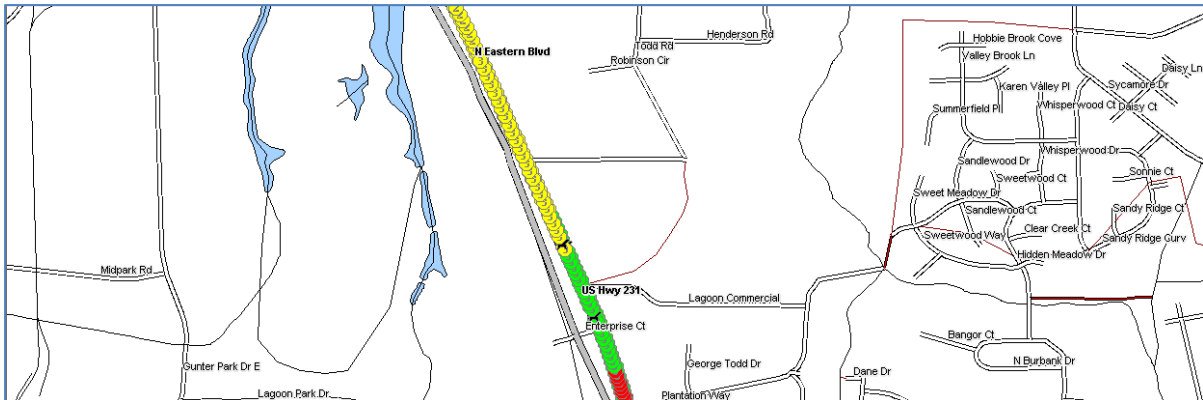 Henderson Rd
Todd Rd
N Eastern Blvd
3
Robinson Cir
Hobbie Brook Cove
Valley Brook Ln
Daisy Ln
Karen Valley Pl
Sycamore Dr
Summerfield Pl
Whisperwood Ct
Daisy Ct
Whisperwood Dr
Sandlewood Dr
Sonnie Ct
Sweetwood Ct
Sweet Meadow Dr
Sandlewood Ct
Sandy Ridge Ct
Clear Creek Ct
Sweetwood Way
Sandy Ridge Curv
Hidden Meadow Dr
Midpark Rd
US Hwy 231
Lagoon Commercial
Enterprise Ct
Bangor Ct
Gunter Park Dr E
George Todd Dr
N Burbank Dr
Dane Dr
Lagoon Park Dr
Plantation Way